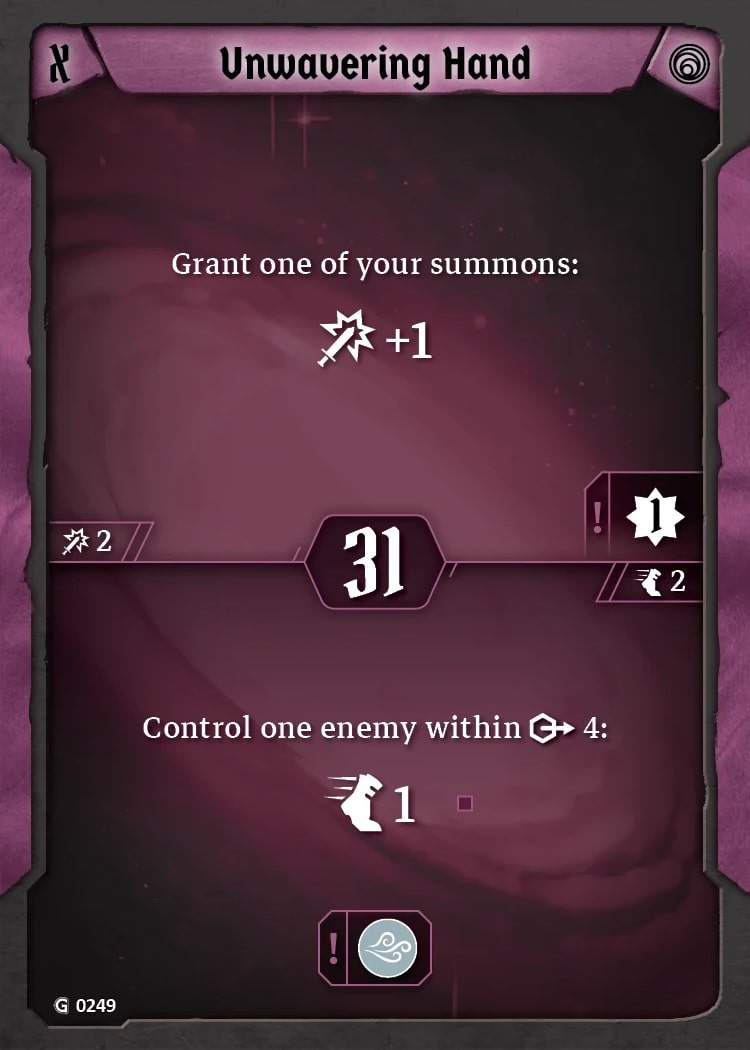 X Unwavering Hand
Grant one of your summons:
+1
! 1
2
31
2
Control one enemy within 4:
1
!
G 0249